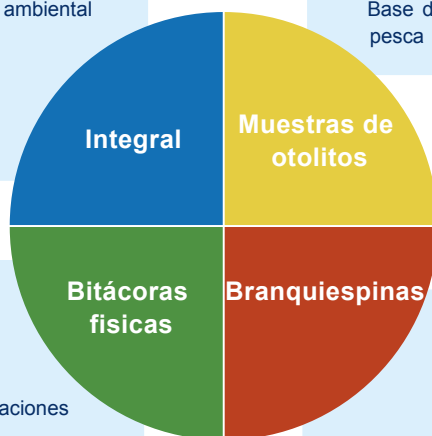 ambiental
Base d
pesca
Integral
Muestras de
otolitos
Bitácoras
fisicas
Branquiespinas
aciones